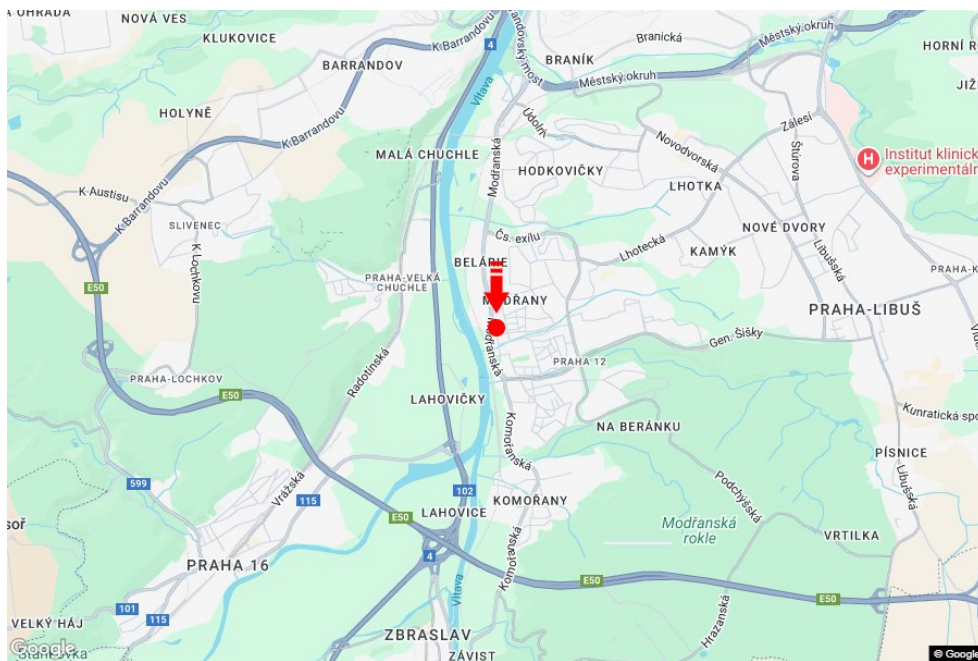 NOVÁ VES
KLUKOVICE
K Barrandovu
BARRANDOV
4
Vltava
Barrandovský most
BRANÍK
Branická
Městský okruh
Městský okruh
HOLYNĚ
K Barrandovu
MALÁ CHUCHLE
Údolní
Modřanská
HODKOVIČKY
Novodvorská
Zálesí
Štúrova
H
Institut klinick
experimentáln
LHOTKA
K Austisu
K Barrandovu
SLIVENEC
K Lochkovu
Čs. exilu
Lhotecká
KAMÝK
NOVÉ DVORY
Libušská
BELÁRIE
PRAHA-VELKÁ
CHUCHLE
E50
MODŘANY
PRAHA-LIBUŠ
Modřanská
Gen. Šišky
PRAHA 12
Radotínská
PRAHA-LOCHKOV
E50
LAHOVIČKY
Komořanská
NA BERÁNKU
Kunratická spo
PÍSNICE
Libušská
599
115
Vrážská
102
E50
LAHOVICE
KOMOŘANY
Podchýšská
Modřanská
rokle
VRTILKA
PRAHA 16
4
Komořanská
E50
E50
101
115
VELKÝ HÁJ
Vltava
Hrazanská
ZBRASLAV
ZÁVIST
Google
© Google